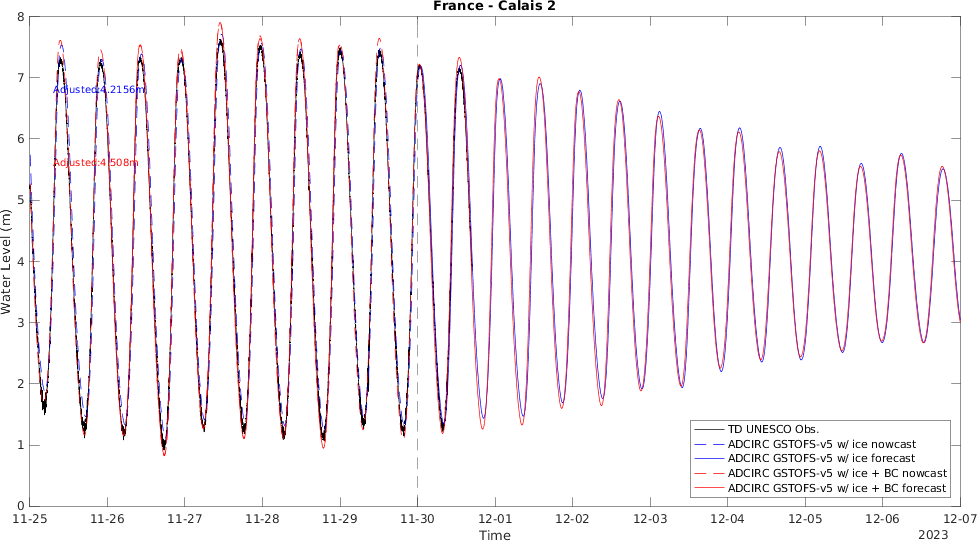 France - Calais 2
8
7
6
5
4
3
2
1
0
Water Level (m)
Adjusted:4.2156m
Adjusted:4.508m
TD UNESCO Obs.
ADCIRC GSTOFS-v5 w/ ice nowcast
ADCIRC GSTOFS-v5 w/ ice forecast
ADCIRC GSTOFS-v5 w/ ice + BC nowcast
ADCIRC GSTOFS-v5 w/ ice + BC forecast
11-25 11-26 11-27 11-28 11-29 11-30 12-01 12-02 12-03 12-04 12-05 12-06 12-07
Time
2023